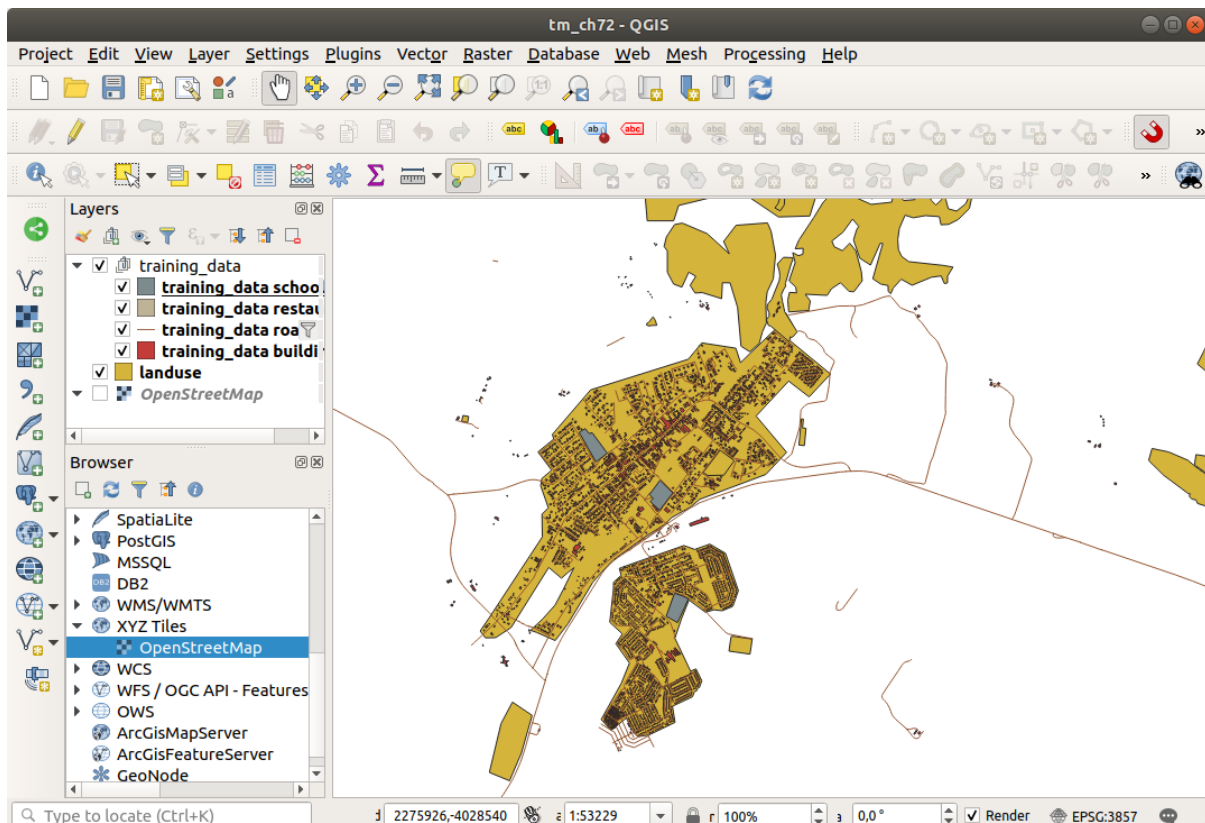 tm_ch72 - QGIS
Project Edit View Layer Settings Plugins Vector Raster Database Web Mesh Processing Help
Layers
training_data
training_data schoo
training_data restau
training_data roa
training_data buildi
landuse
OpenStreetMap
Browser
SpatiaLite
PostGIS
MSSQL
DB2
WMS/WMTS
XYZ Tiles
OpenStreetMap
WCS
WFS / OGC API - Features
OWS
ArcGisMapServer
ArcGisFeatureServer
GeoNode
Type to locate (Ctrl+K) 2275926,-4028540 1:53229 100% 0,0° Render EPSG:3857